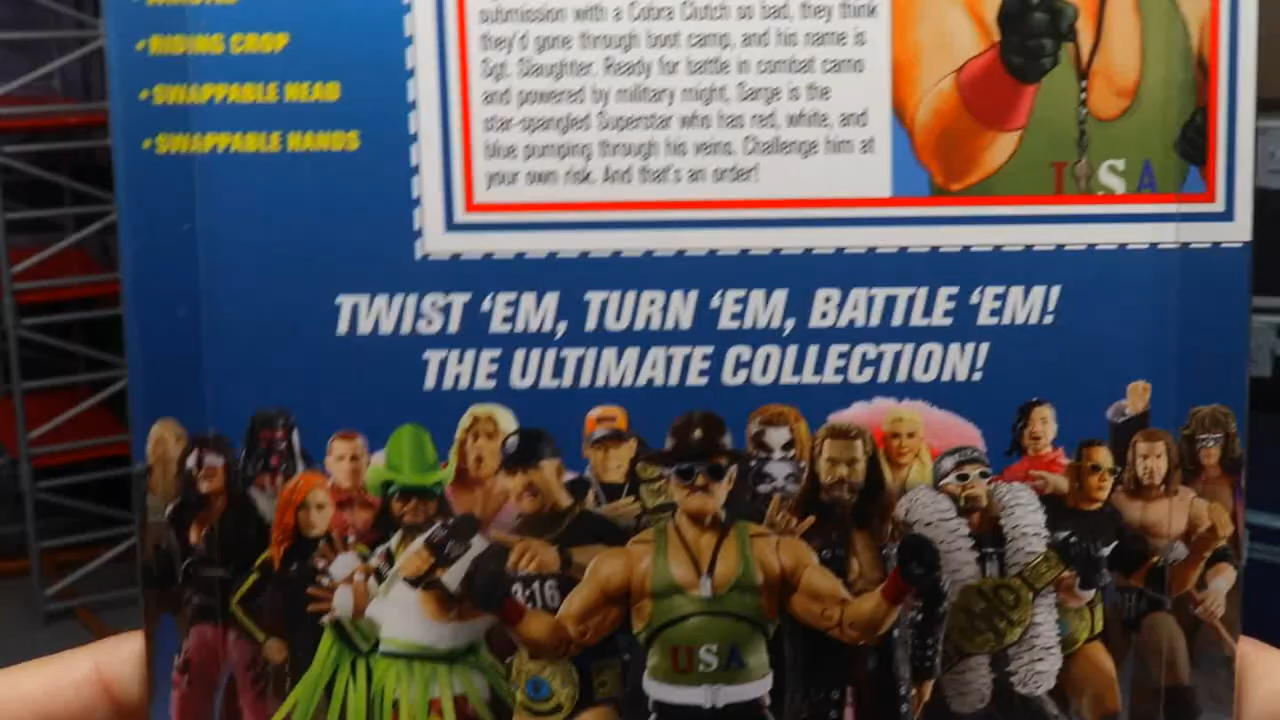 • RIDING CROP
• SWAPPABLE HEAD
• SWAPPABLE HANDS
submission with a Cobra Clutch so bad, they think
they'd gone through boot camp, and his name is
Sgt. Slaughter. Ready for battle in combat camo
and powered by military might, Sarge is the
star-spangled Superstar who has red, white, and
blue pumping through his veins. Challenge him at
your own risk. And that's an order!
USA
TWIST 'EM, TURN 'EM, BATTLE 'EM!
THE ULTIMATE COLLECTION!
3:16
USA